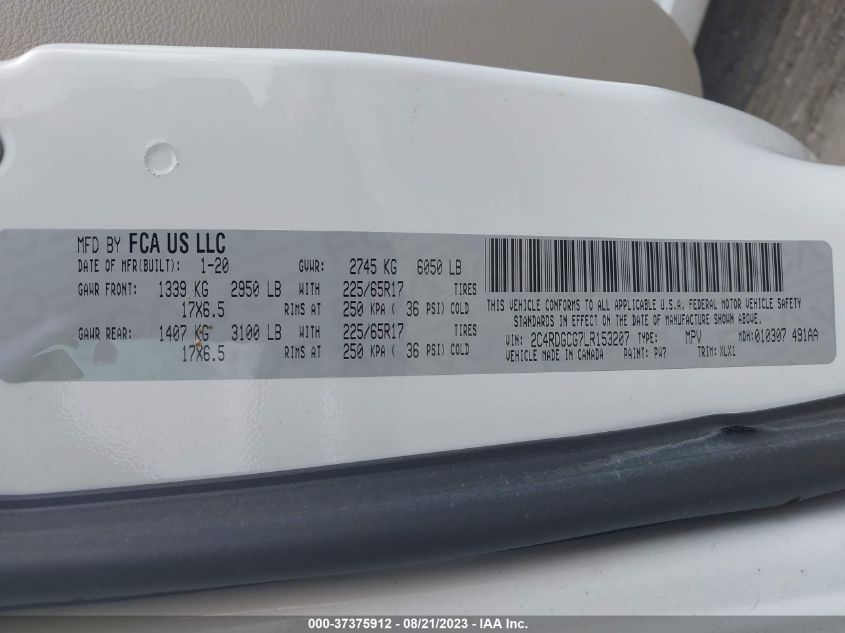 MFD BY FCA US LLC
DATE OF MFR(BUILT): 1-20 GVWR: 2745 KG 6050 LB
GAWR FRONT: 1339 KG 2950 LB WITH 225/65R17 TIRES
17X6.5 RIMS AT 250 KPA ( 36 PSI) COLD
GAWR REAR: 1407 KG 3100 LB WITH 225/65R17 TIRES
17X6.5 RIMS AT 250 KPA ( 36 PSI) COLD
THIS VEHICLE CONFORMS TO ALL APPLICABLE U.S.A. FEDERAL MOTOR VEHICLE SAFETY
STANDARDS IN EFFECT ON THE DATE OF MANUFACTURE SHOWN ABOVE.
VIN: 2C4RDGCG7LR153207 TYPE: MPV MDH:010307 491AA
VEHICLE MADE IN CANADA PAINT: PW7 TRIM: XLX1
000-37375912 / 08/21/2023 - IAA Inc.